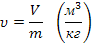 υ = V/m (м³/кг)